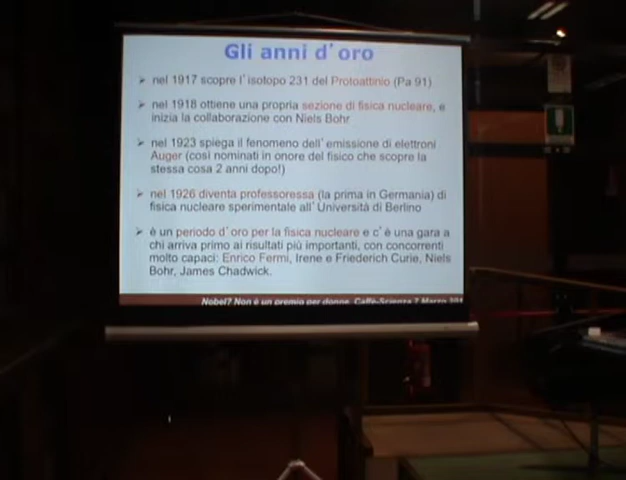 Gli anni d'oro
➢ nel 1917 scopre l'isotopo 231 del Protoattinio (Pa 91)
➢ nel 1918 ottiene una propria sezione di fisica nucleare, e
inizia la collaborazione con Niels Bohr
➢ nel 1923 spiega il fenomeno dell'emissione di elettroni
Auger (così nominati in onore del fisico che scopre la
stessa cosa 2 anni dopo!)
➢ nel 1926 diventa professoressa (la prima in Germania) di
fisica nucleare sperimentale all'Università di Berlino
➢ è un periodo d'oro per la fisica nucleare e c'è una gara a
chi arriva primo ai risultati più importanti, con concorrenti
molto capaci: Enrico Fermi, Irene e Friederich Curie, Niels
Bohr, James Chadwick.
Nobel? Non è un premio per donne. Caffè-Scienza 7 Marzo